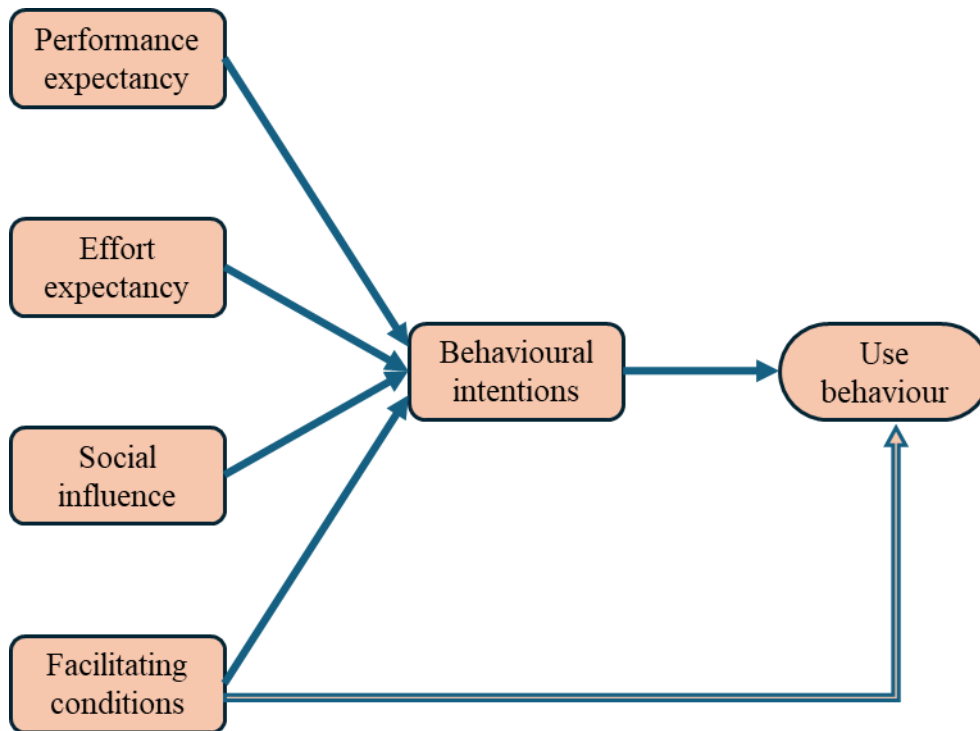 Performance
expectancy
Effort
expectancy
Social
influence
Facilitating
conditions
Behavioural
intentions
Use
behaviour